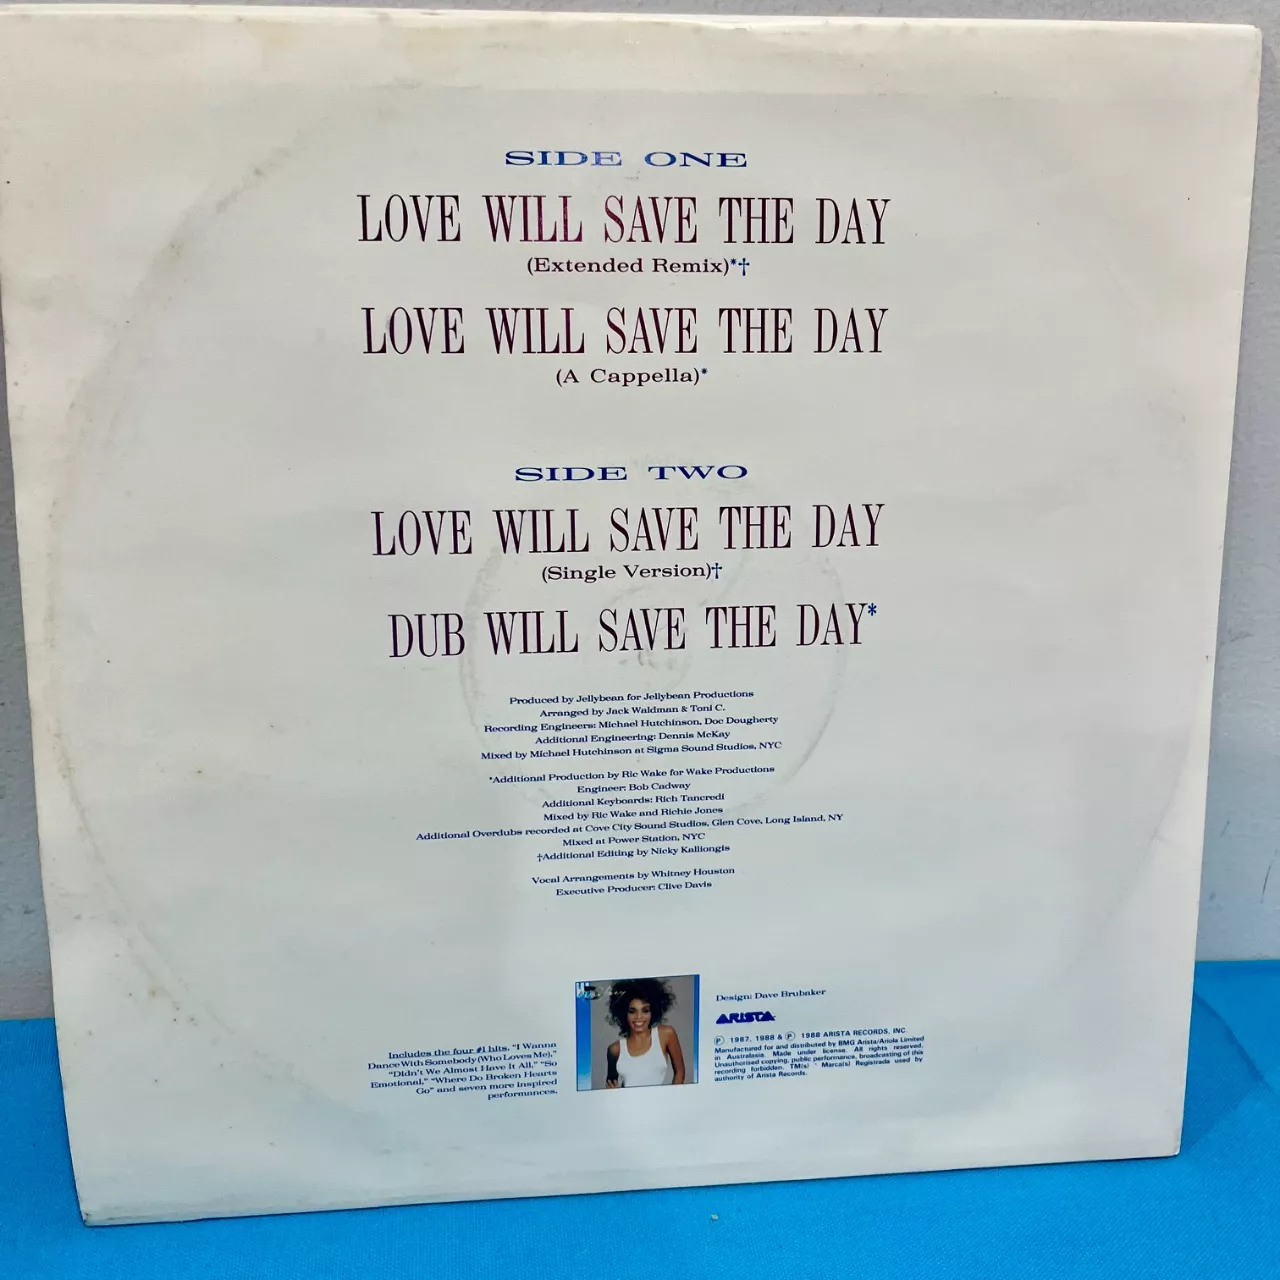 SIDE ONE
LOVE WILL SAVE THE DAY
(Extended Remix)*†
LOVE WILL SAVE THE DAY
(A Cappella)*
SIDE TWO
LOVE WILL SAVE THE DAY
(Single Version)†
DUB WILL SAVE THE DAY*
Produced by Jellybean for Jellybean Productions
Arranged by Jack Waldman & Toni C.
Recording Engineers: Michael Hutchinson, Doc Dougherty
Additional Engineering: Dennis McKay
Mixed by Michael Hutchinson at Sigma Sound Studios, NYC
*Additional Production by Ric Wake for Wake Productions
Engineer: Bob Cadway
Additional Keyboards: Rich Tancredi
Mixed by Ric Wake and Richie Jones
Additional Overdubs recorded at Cove City Sound Studios, Glen Cove, Long Island, NY
Mixed at Power Station, NYC
†Additional Editing by Nicky Kalliongis
Vocal Arrangements by Whitney Houston
Executive Producer: Clive Davis
Includes the four #1 hits, "I Wanna
Dance With Somebody (Who Loves Me),"
"Didn't We Almost Have It All," "So
Emotional," "Where Do Broken Hearts
Go" and seven more inspired
performances.
Design: Dave Brubaker
ARISTA
℗ 1987, 1988 & ℗ 1988 ARISTA RECORDS, INC.
Manufactured for and distributed by BMG Arista/Ariola Limited
in Australasia. Made under license. All rights reserved.
Unauthorised copying, public performance, broadcasting of this
recording forbidden. TM(s) ® Marca(s) Registrada used by
authority of Arista Records.